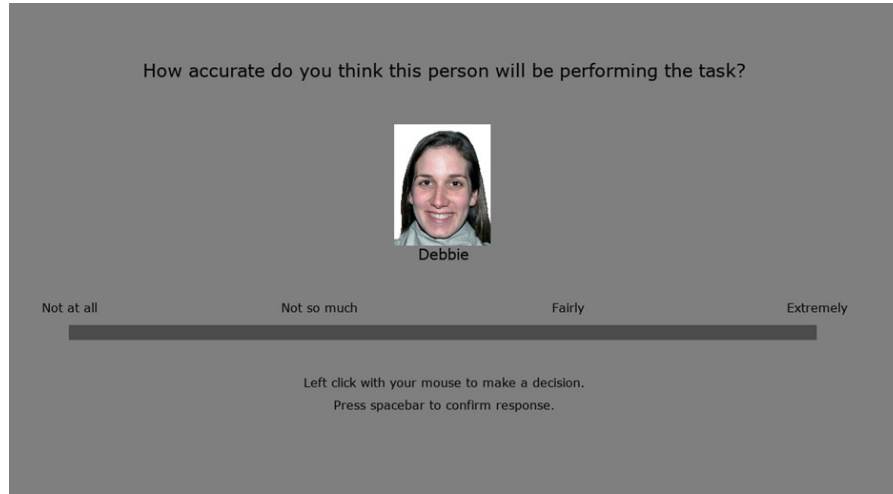 How accurate do you think this person will be performing the task?
Debbie
Not at all Not so much Fairly Extremely
Left click with your mouse to make a decision.
Press spacebar to confirm response.